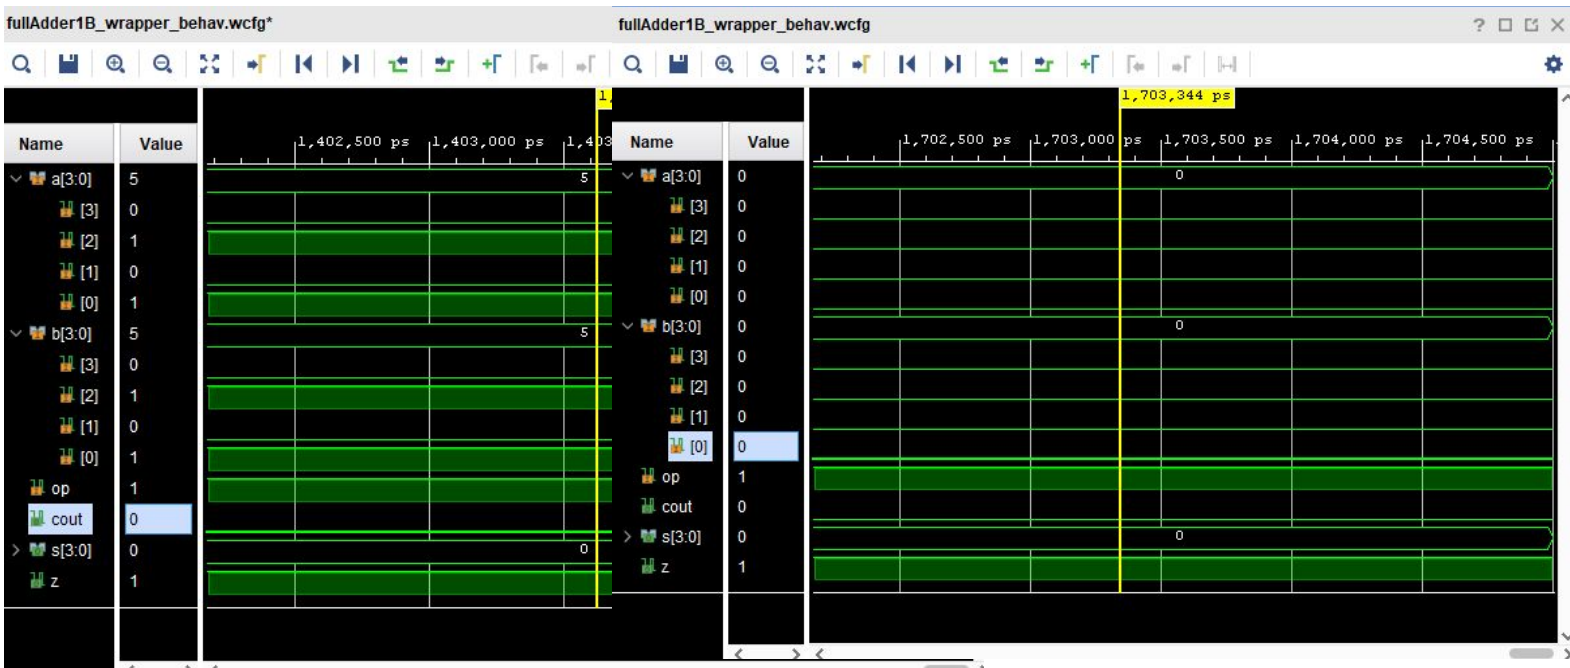 fullAdder1B_wrapper_behav.wcfg*
Name Value
1,402,500 ps 1,403,000 ps 1,403
1,
a[3:0] 5 5
[3] 0
[2] 1
[1] 0
[0] 1
b[3:0] 5 5
[3] 0
[2] 1
[1] 0
[0] 1
op 1
cout 0
s[3:0] 0 0
z 1
fullAdder1B_wrapper_behav.wcfg
1,703,344 ps
Name Value
1,702,500 ps 1,703,000 ps 1,703,500 ps 1,704,000 ps 1,704,500 ps
a[3:0] 0 0
[3] 0
[2] 0
[1] 0
[0] 0
b[3:0] 0 0
[3] 0
[2] 0
[1] 0
[0] 0
op 1
cout 0
s[3:0] 0 0
z 1